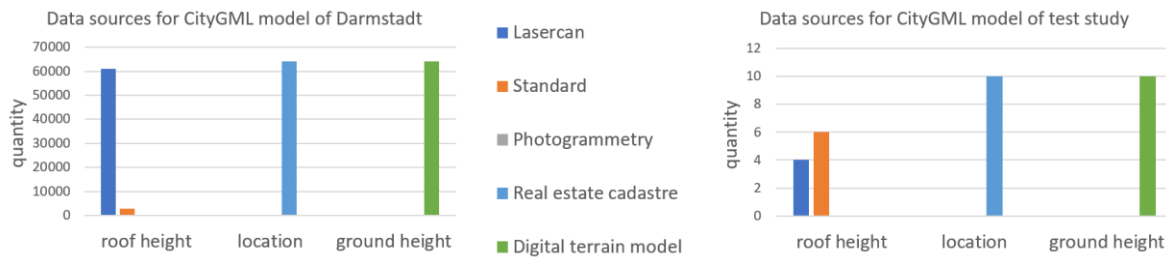 Data sources for CityGML model of Darmstadt
70000
60000
50000
40000
30000
20000
10000
0
quantity
roof height
location
ground height
Lasercan
Standard
Photogrammetry
Real estate cadastre
Digital terrain model
Data sources for CityGML model of test study
12
10
8
6
4
2
0
quantity
roof height
location
ground height